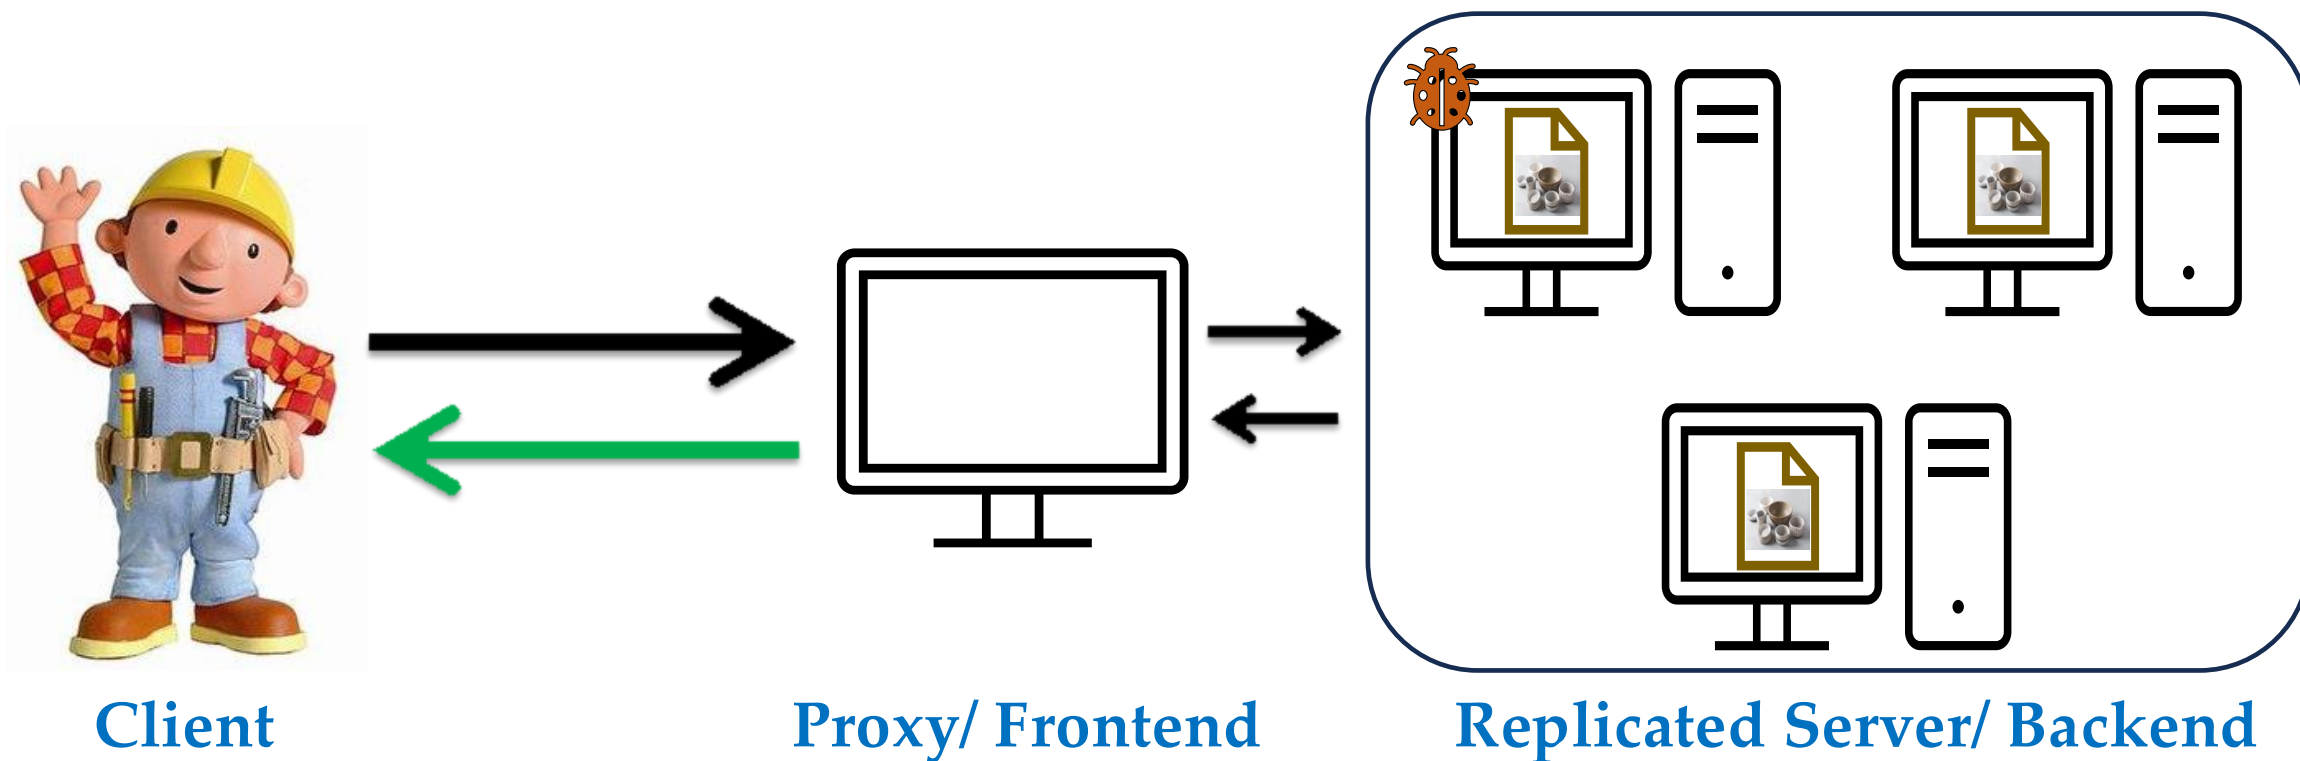 Client
Proxy/ Frontend
Replicated Server/ Backend